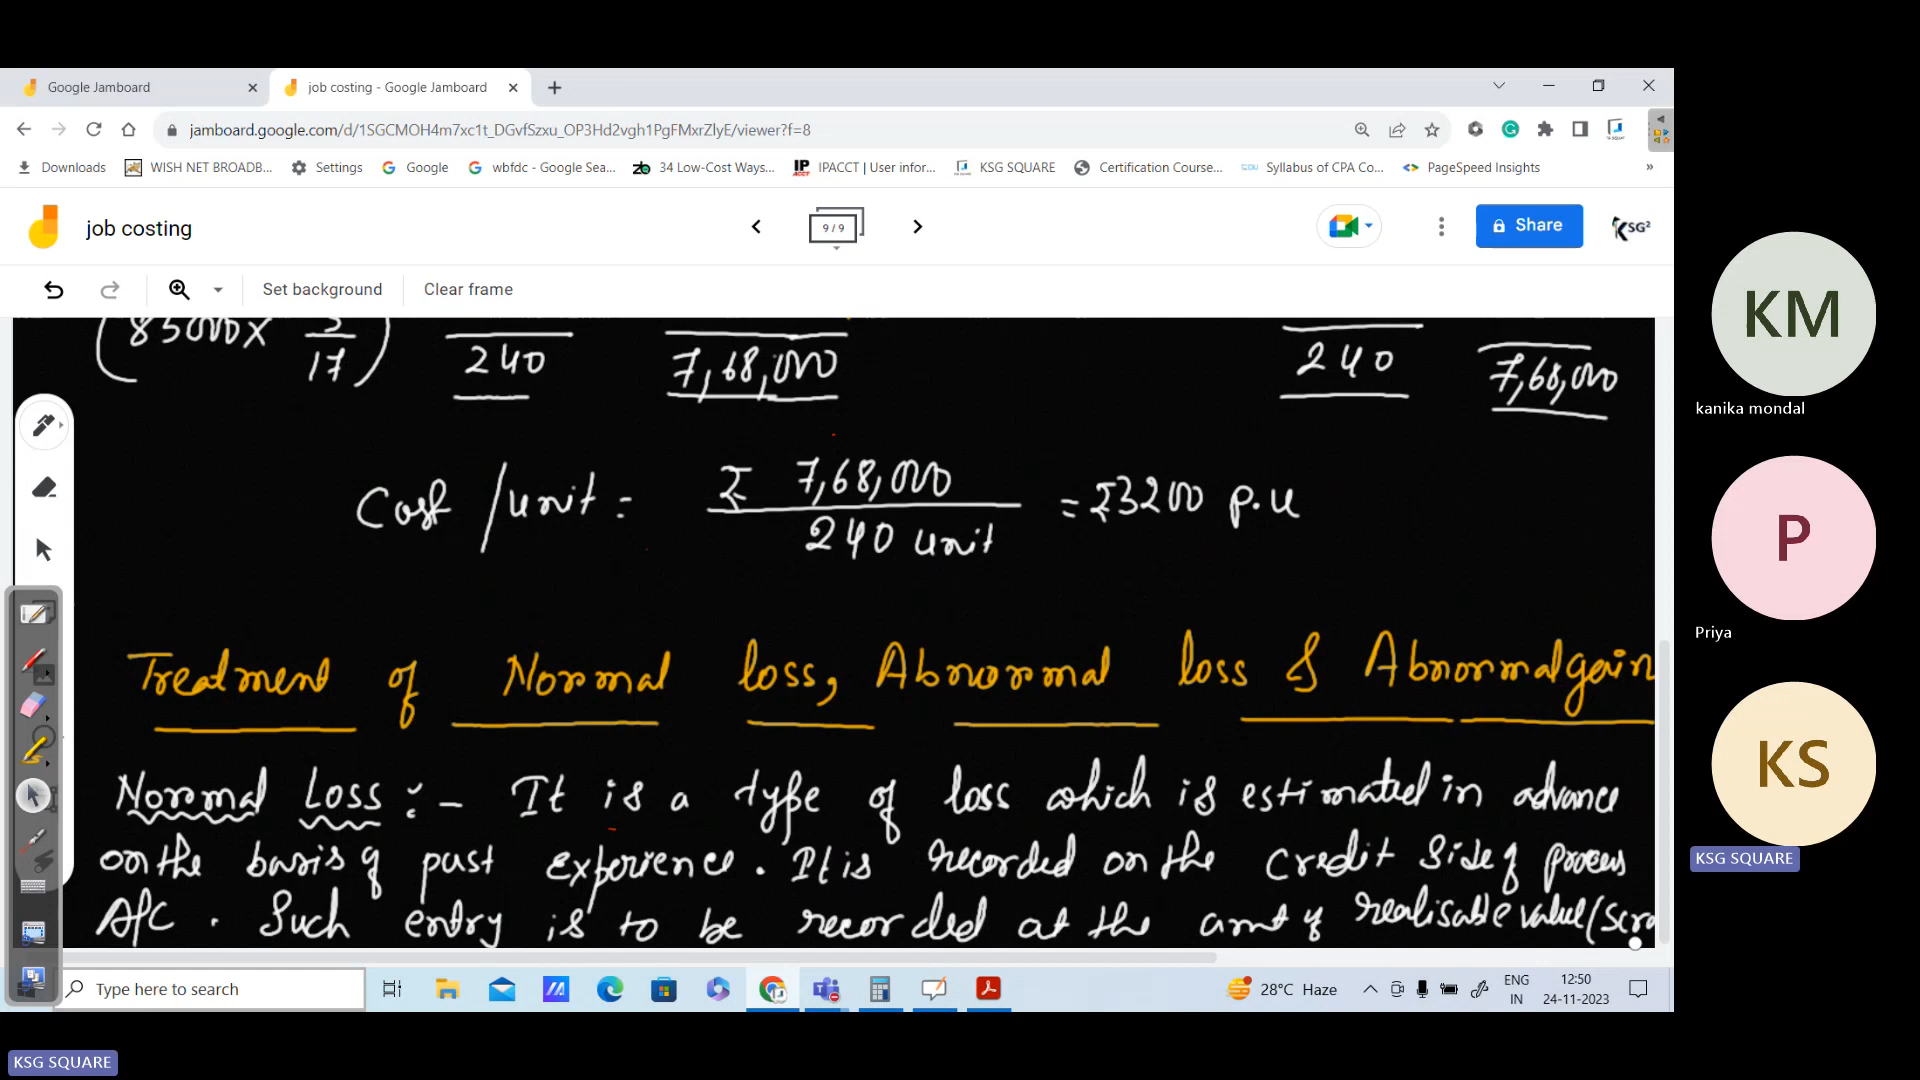 Google Jamboard
job costing - Google Jamboard
jamboard.google.com/d/1SGCMOH4m7xc1t_DGvfSzxu_OP3Hd2vgh1PgFMxrZlyE/viewer?f=8
Downloads WISH NET BROADB... Settings Google wbfdc - Google Sea... 34 Low-Cost Ways... IPACCT | User infor... KSG SQUARE Certification Course... Syllabus of CPA Co... PageSpeed Insights »
job costing
9 / 9
Share
KSG²
Set background Clear frame
(85000 x 3/17) 240 7,68,000 240 7,68,000
Cost /unit = ₹ 7,68,000 / 240 unit = ₹3200 p.u
Treatment of Normal loss, Abnormal loss & Abnormal gain
Normal Loss :- It is a type of loss which is estimated in advance
on the basis of past experience. It is recorded on the credit side of process
A/c. Such entry is to be recorded at the amt of realisable value (Scra
Type here to search
28°C Haze
ENG
IN
12:50
24-11-2023
KM
kanika mondal
P
Priya
KS
KSG SQUARE
KSG SQUARE